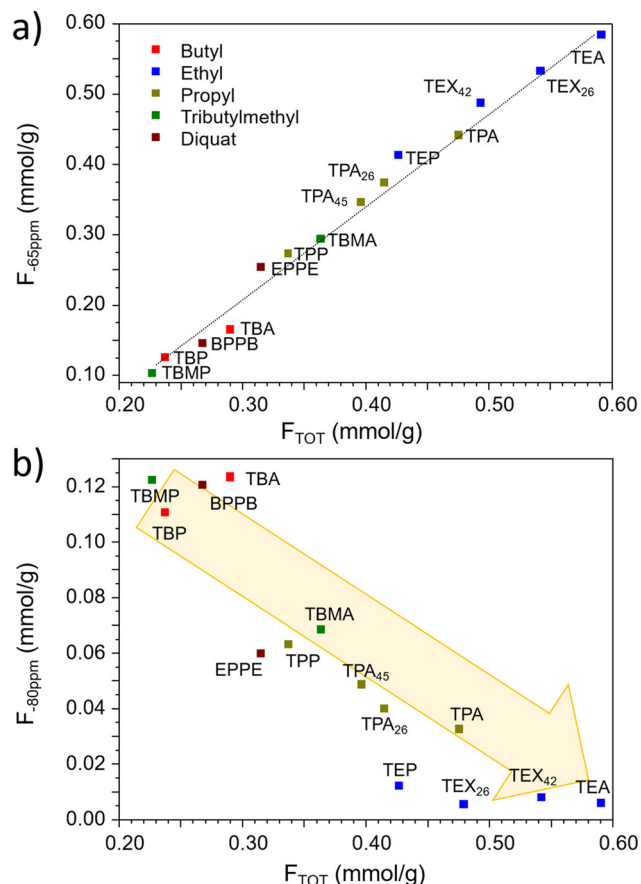 a)
0.60
0.50
0.40
0.30
0.20
0.10
F-65ppm (mmol/g)
Butyl
Ethyl
Propyl
Tributylmethyl
Diquat
TEA
TEX42
TEX26
TPA
TEP
TPA26
TPA45
TBMA
TPP
EPPE
TBA
BPPB
TBP
TBMP
0.20 0.30 0.40 0.50 0.60
FTOT (mmol/g)
b)
0.12
0.10
0.08
0.06
0.04
0.02
0.00
F-80ppm (mmol/g)
TBA
TBMP
BPPB
TBP
TBMA
EPPE
TPP
TPA45
TPA26
TPA
TEP
TEX26
TEX42
TEA
0.20 0.30 0.40 0.50 0.60
FTOT (mmol/g)